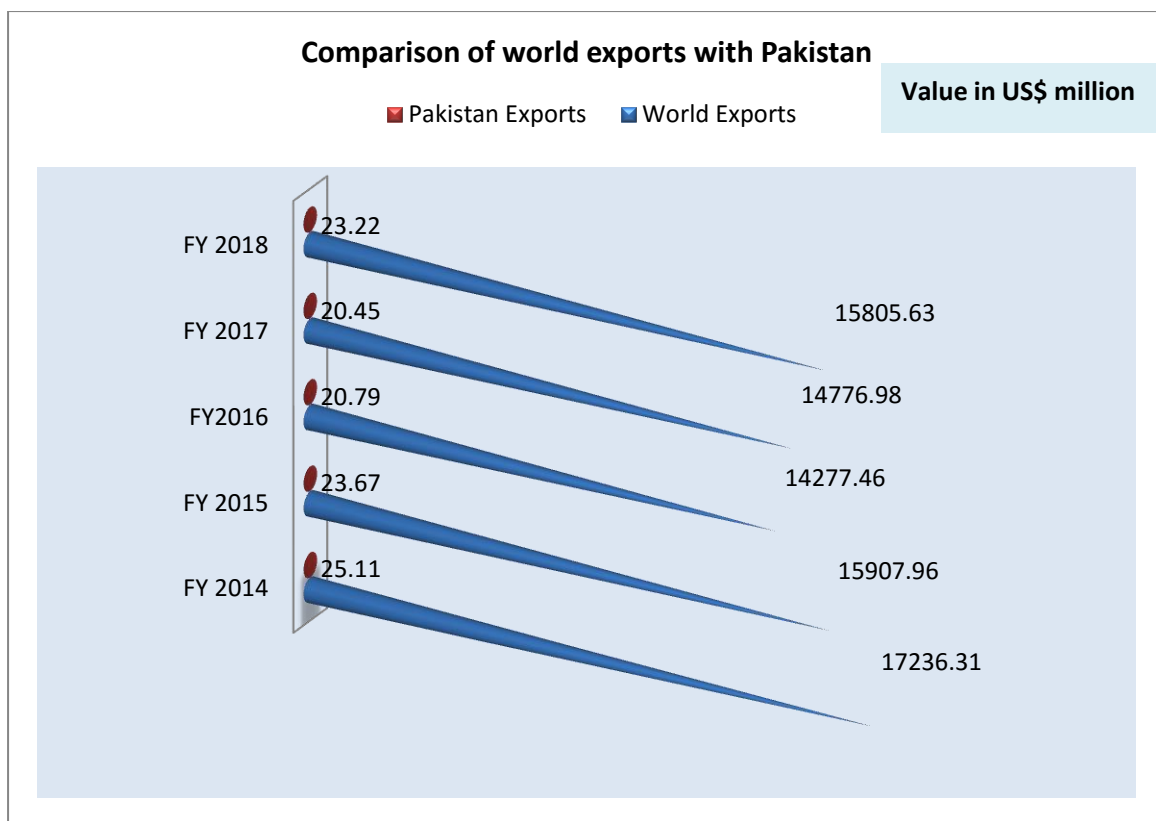 Comparison of world exports with Pakistan
Value in US$ million
Pakistan Exports World Exports
FY 2018
23.22
15805.63
FY 2017
20.45
14776.98
FY2016
20.79
14277.46
FY 2015
23.67
15907.96
FY 2014
25.11
17236.31